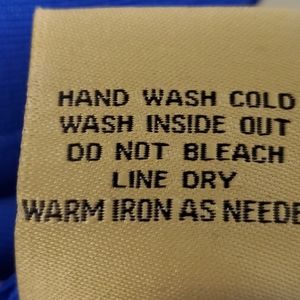 HAND WASH COLD
WASH INSIDE OUT
DO NOT BLEACH
LINE DRY
WARM IRON AS NEEDE